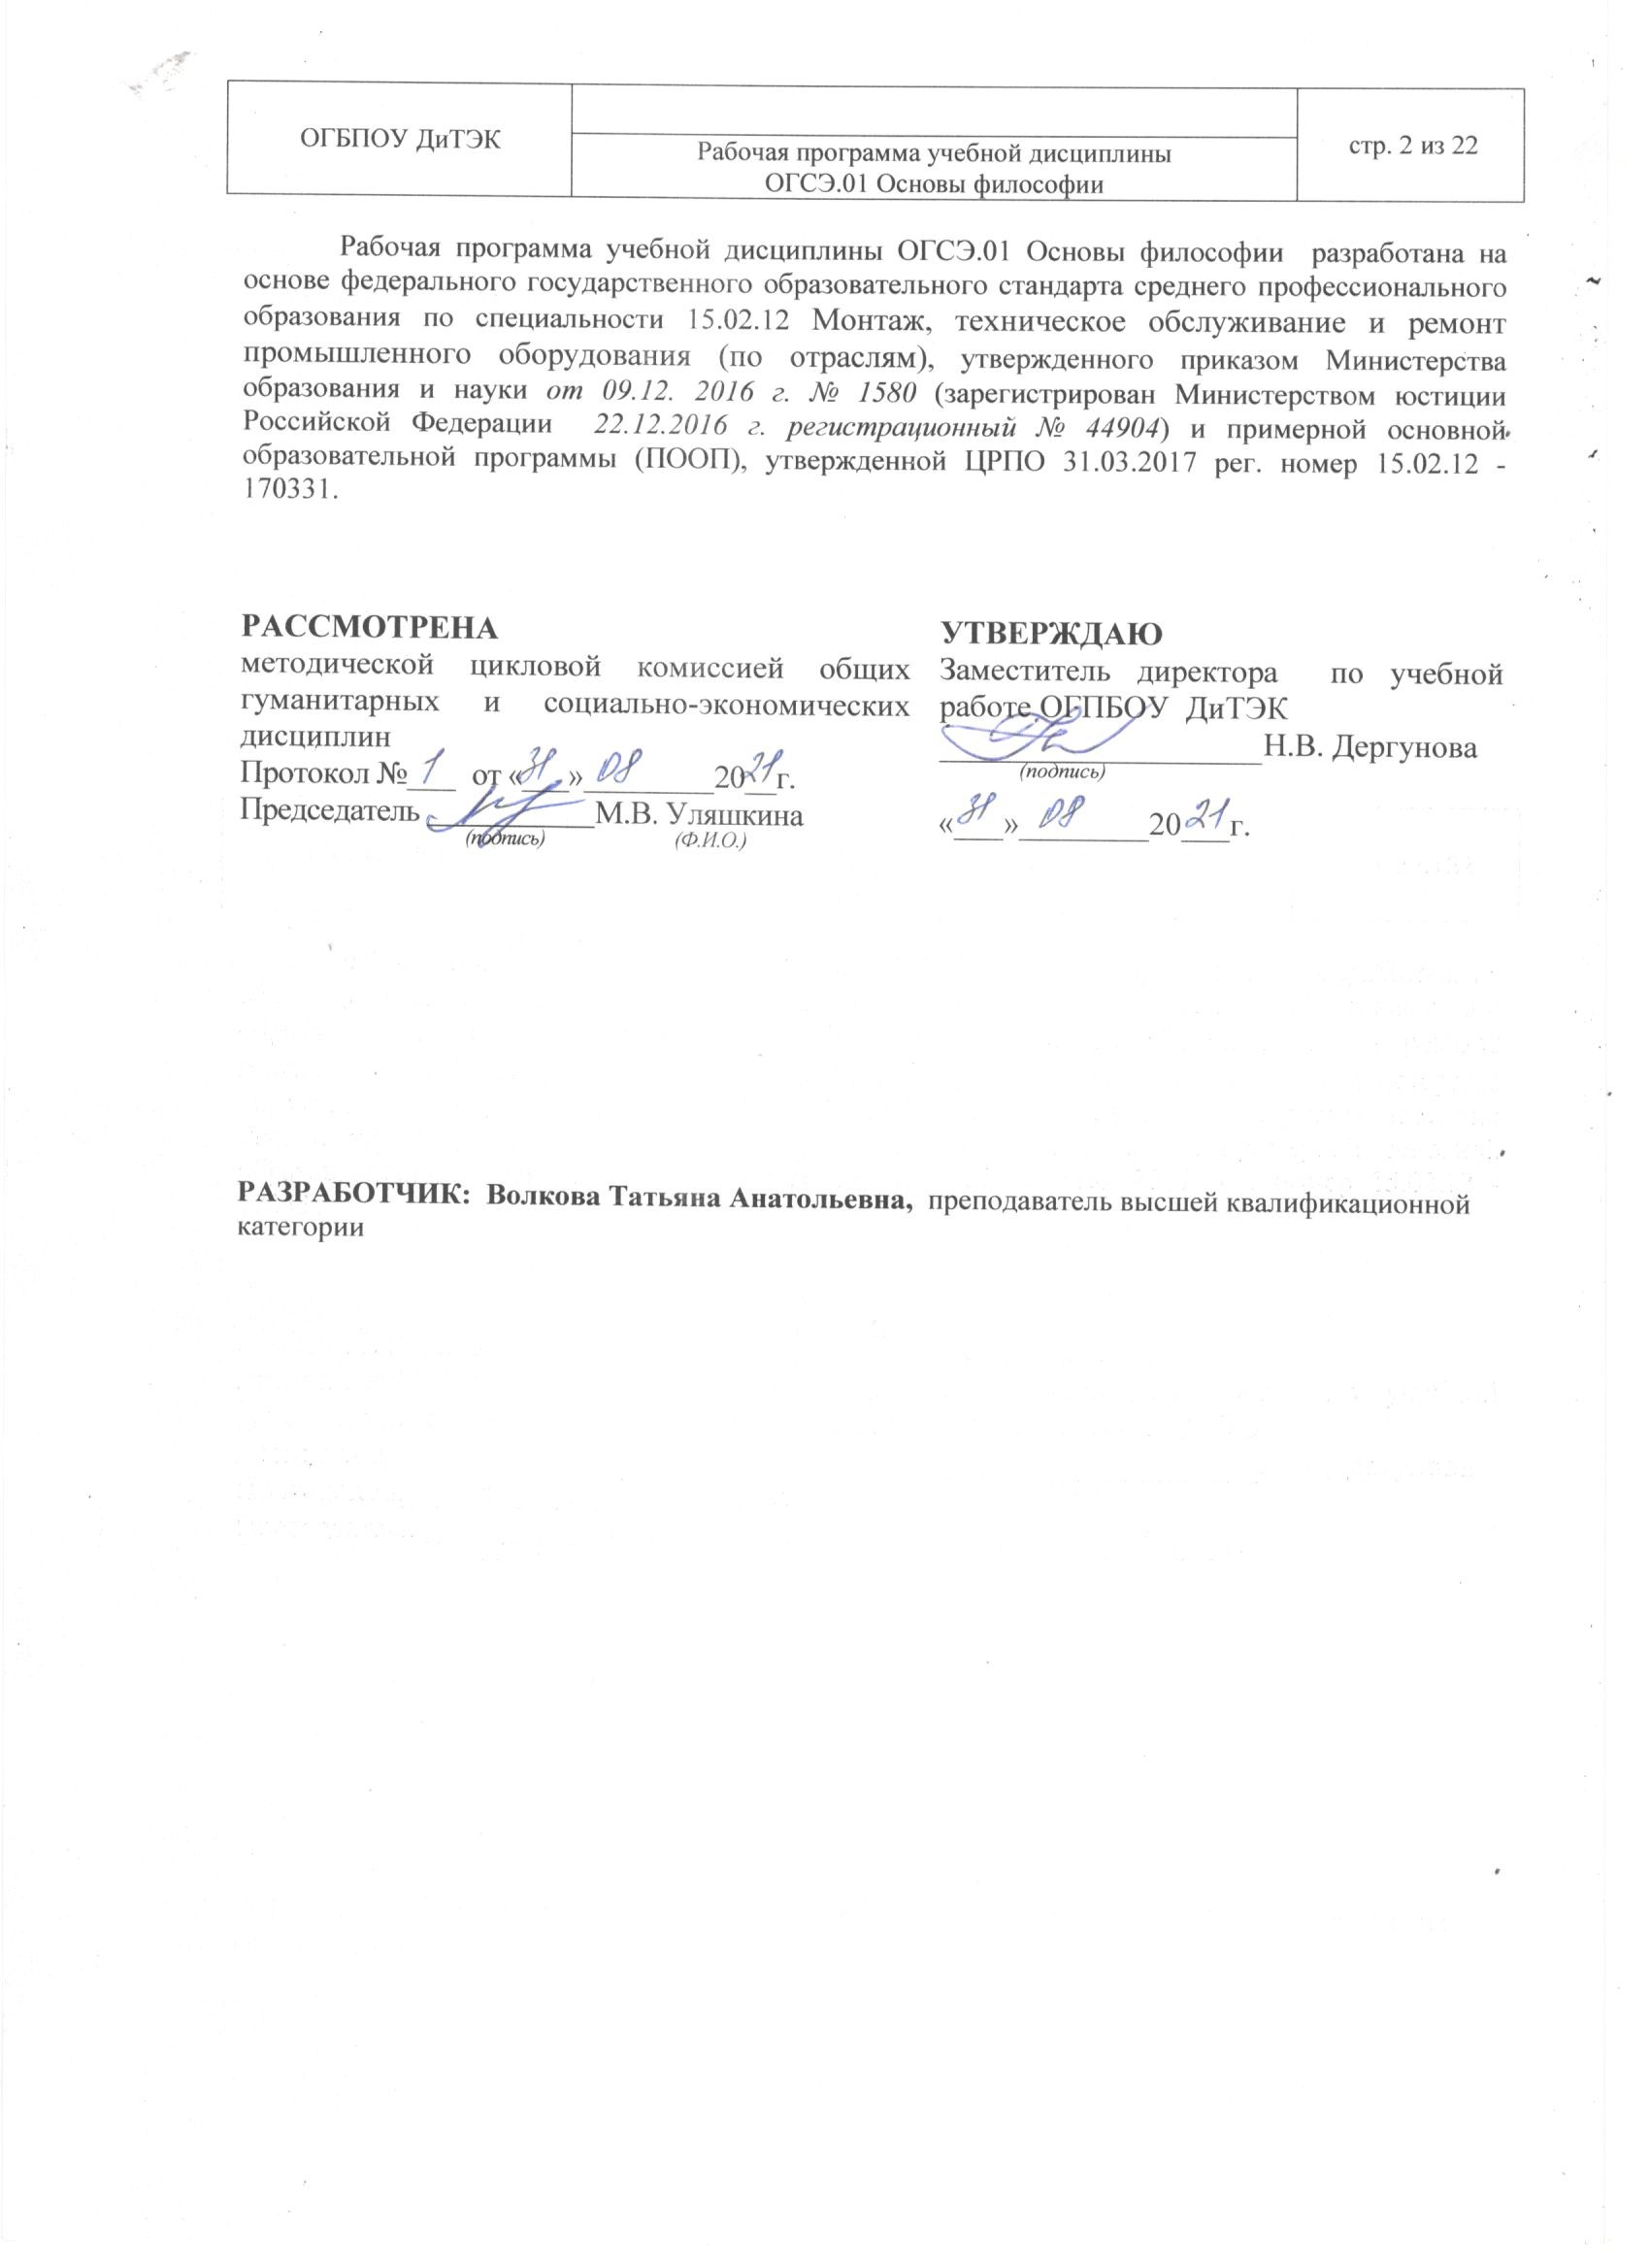 ОГБПОУ ДиТЭК
Рабочая программа учебной дисциплины
ОГСЭ.01 Основы философии
стр. 2 из 22
Рабочая программа учебной дисциплины ОГСЭ.01 Основы философии разработана на
основе федерального государственного образовательного стандарта среднего профессионального
образования по специальности 15.02.12 Монтаж, техническое обслуживание и ремонт
промышленного оборудования (по отраслям), утвержденного приказом Министерства
образования и науки от 09.12. 2016 г. № 1580 (зарегистрирован Министерством юстиции
Российской Федерации 22.12.2016 г. регистрационный № 44904) и примерной основной
образовательной программы (ПООП), утвержденной ЦРПО 31.03.2017 рег. номер 15.02.12 -
170331.
РАССМОТРЕНА
методической цикловой комиссией общих
гуманитарных и социально-экономических
дисциплин
Протокол № 1 от «31» 08 2021г.
Председатель М.В. Уляшкина
(подпись) (Ф.И.О.)
УТВЕРЖДАЮ
Заместитель директора по учебной
работе ОГПБОУ ДиТЭК
Н.В. Дергунова
(подпись)
«31» 08 2021г.
РАЗРАБОТЧИК: Волкова Татьяна Анатольевна, преподаватель высшей квалификационной
категории